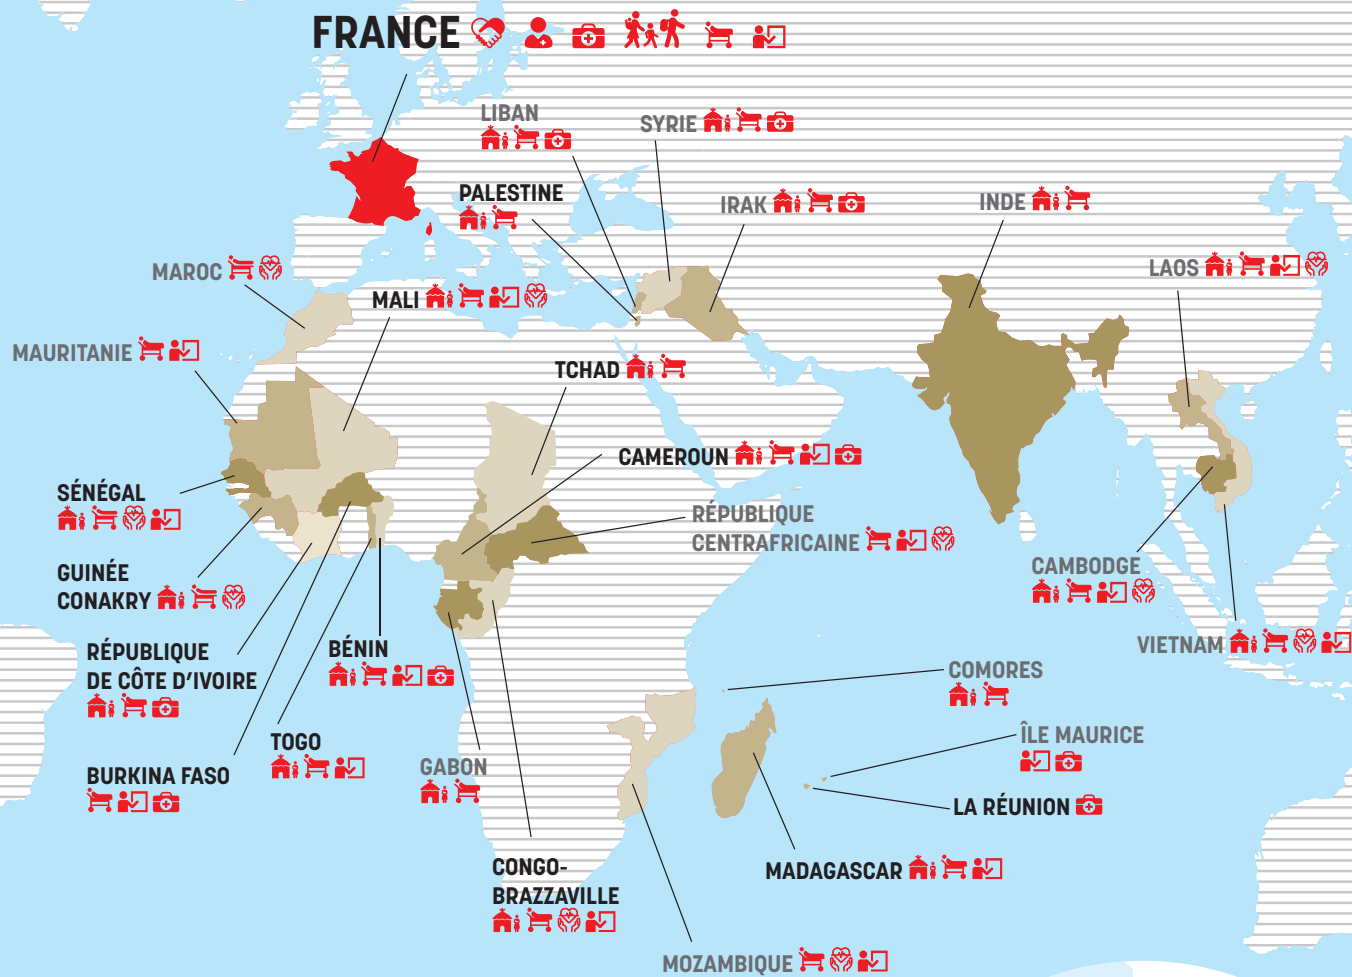 FRANCE
LIBAN
SYRIE
PALESTINE
IRAK
INDE
MAROC
LAOS
MALI
MAURITANIE
TCHAD
CAMEROUN
SÉNÉGAL
RÉPUBLIQUE
CENTRAFRICAINE
GUINÉE
CONAKRY
CAMBODGE
RÉPUBLIQUE
DE CÔTE D'IVOIRE
BÉNIN
VIETNAM
COMORES
TOGO
ÎLE MAURICE
BURKINA FASO
GABON
LA RÉUNION
CONGO-
BRAZZAVILLE
MADAGASCAR
MOZAMBIQUE